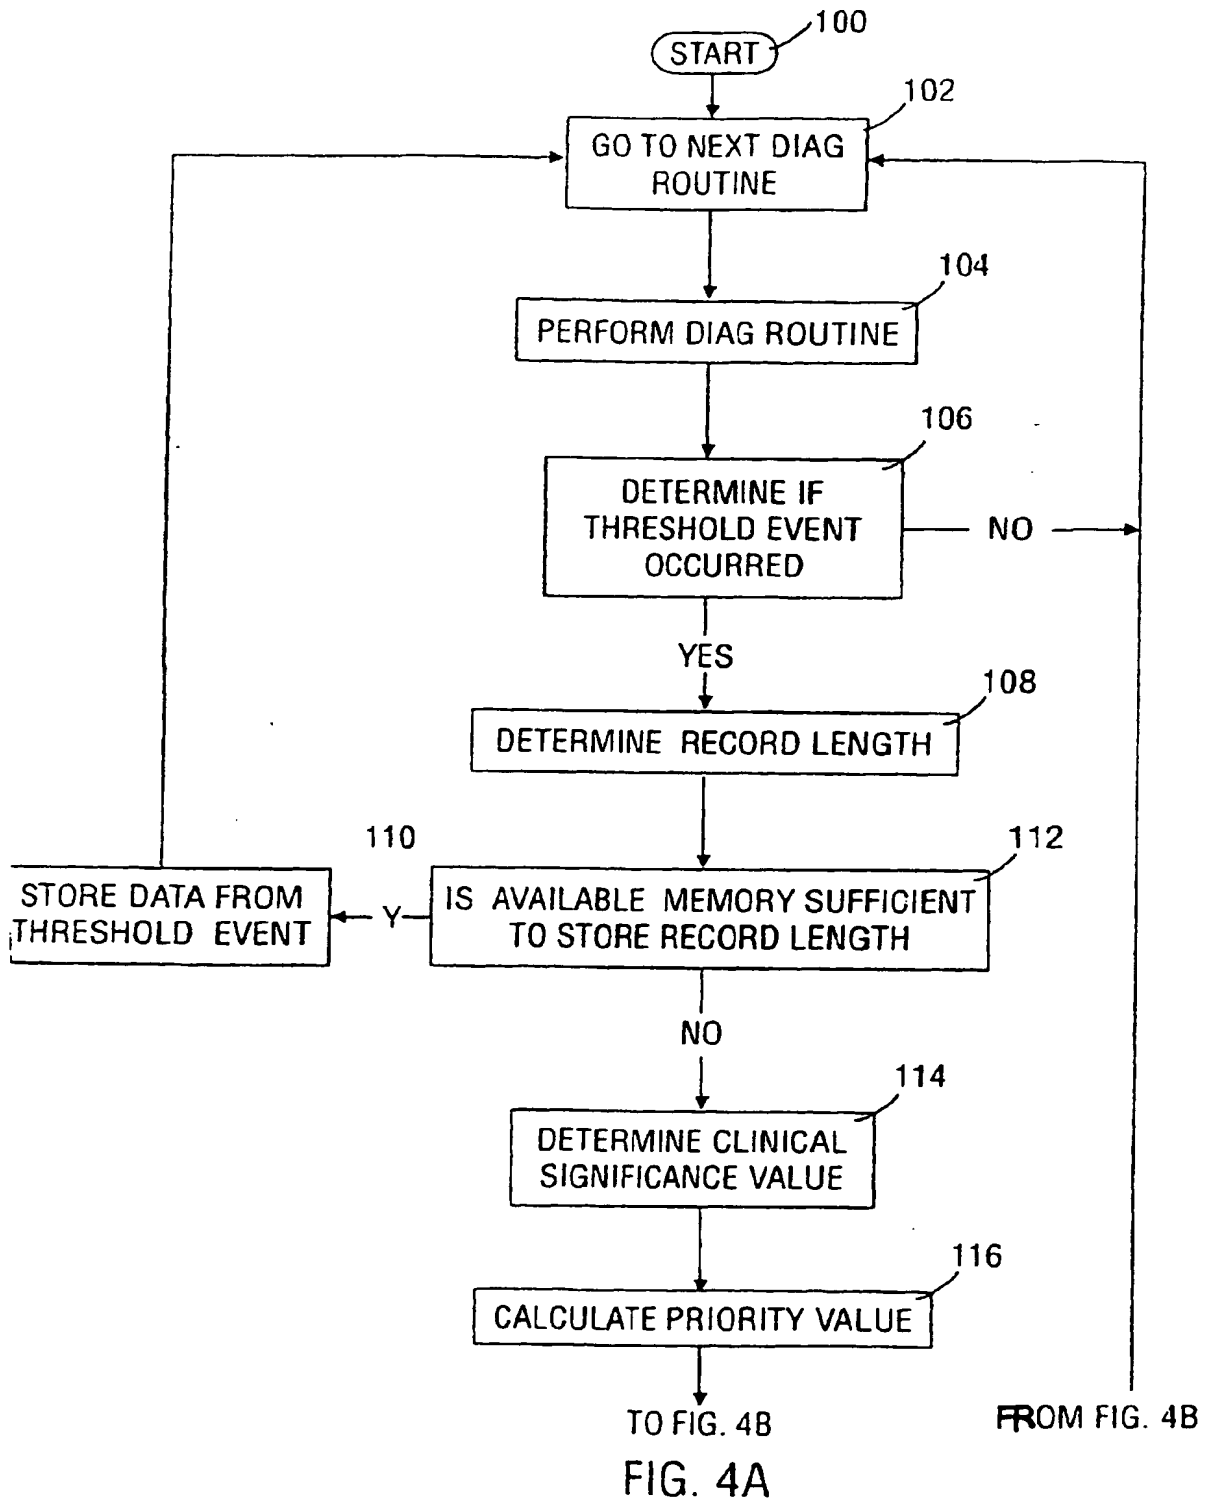 100
START
102
GO TO NEXT DIAG
ROUTINE
104
PERFORM DIAG ROUTINE
106
DETERMINE IF
THRESHOLD EVENT
OCCURRED
NO
YES
108
DETERMINE RECORD LENGTH
110
112
STORE DATA FROM
THRESHOLD EVENT
Y
IS AVAILABLE MEMORY SUFFICIENT
TO STORE RECORD LENGTH
NO
114
DETERMINE CLINICAL
SIGNIFICANCE VALUE
116
CALCULATE PRIORITY VALUE
TO FIG. 4B
FROM FIG. 4B
FIG. 4A